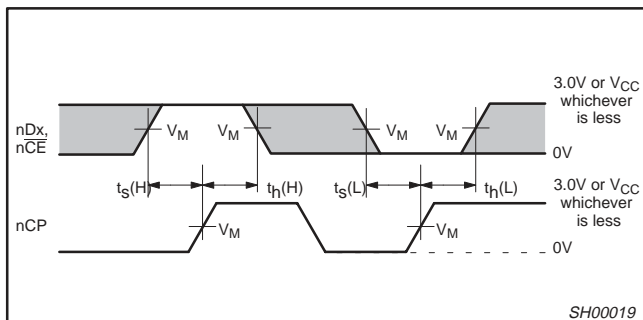 3.0V or VCC
whichever
is less
nDx,
nCE
VM
VM
VM
VM
0V
ts(H)
th(H)
ts(L)
th(L)
3.0V or VCC
whichever
is less
nCP
VM
VM
0V
SH00019